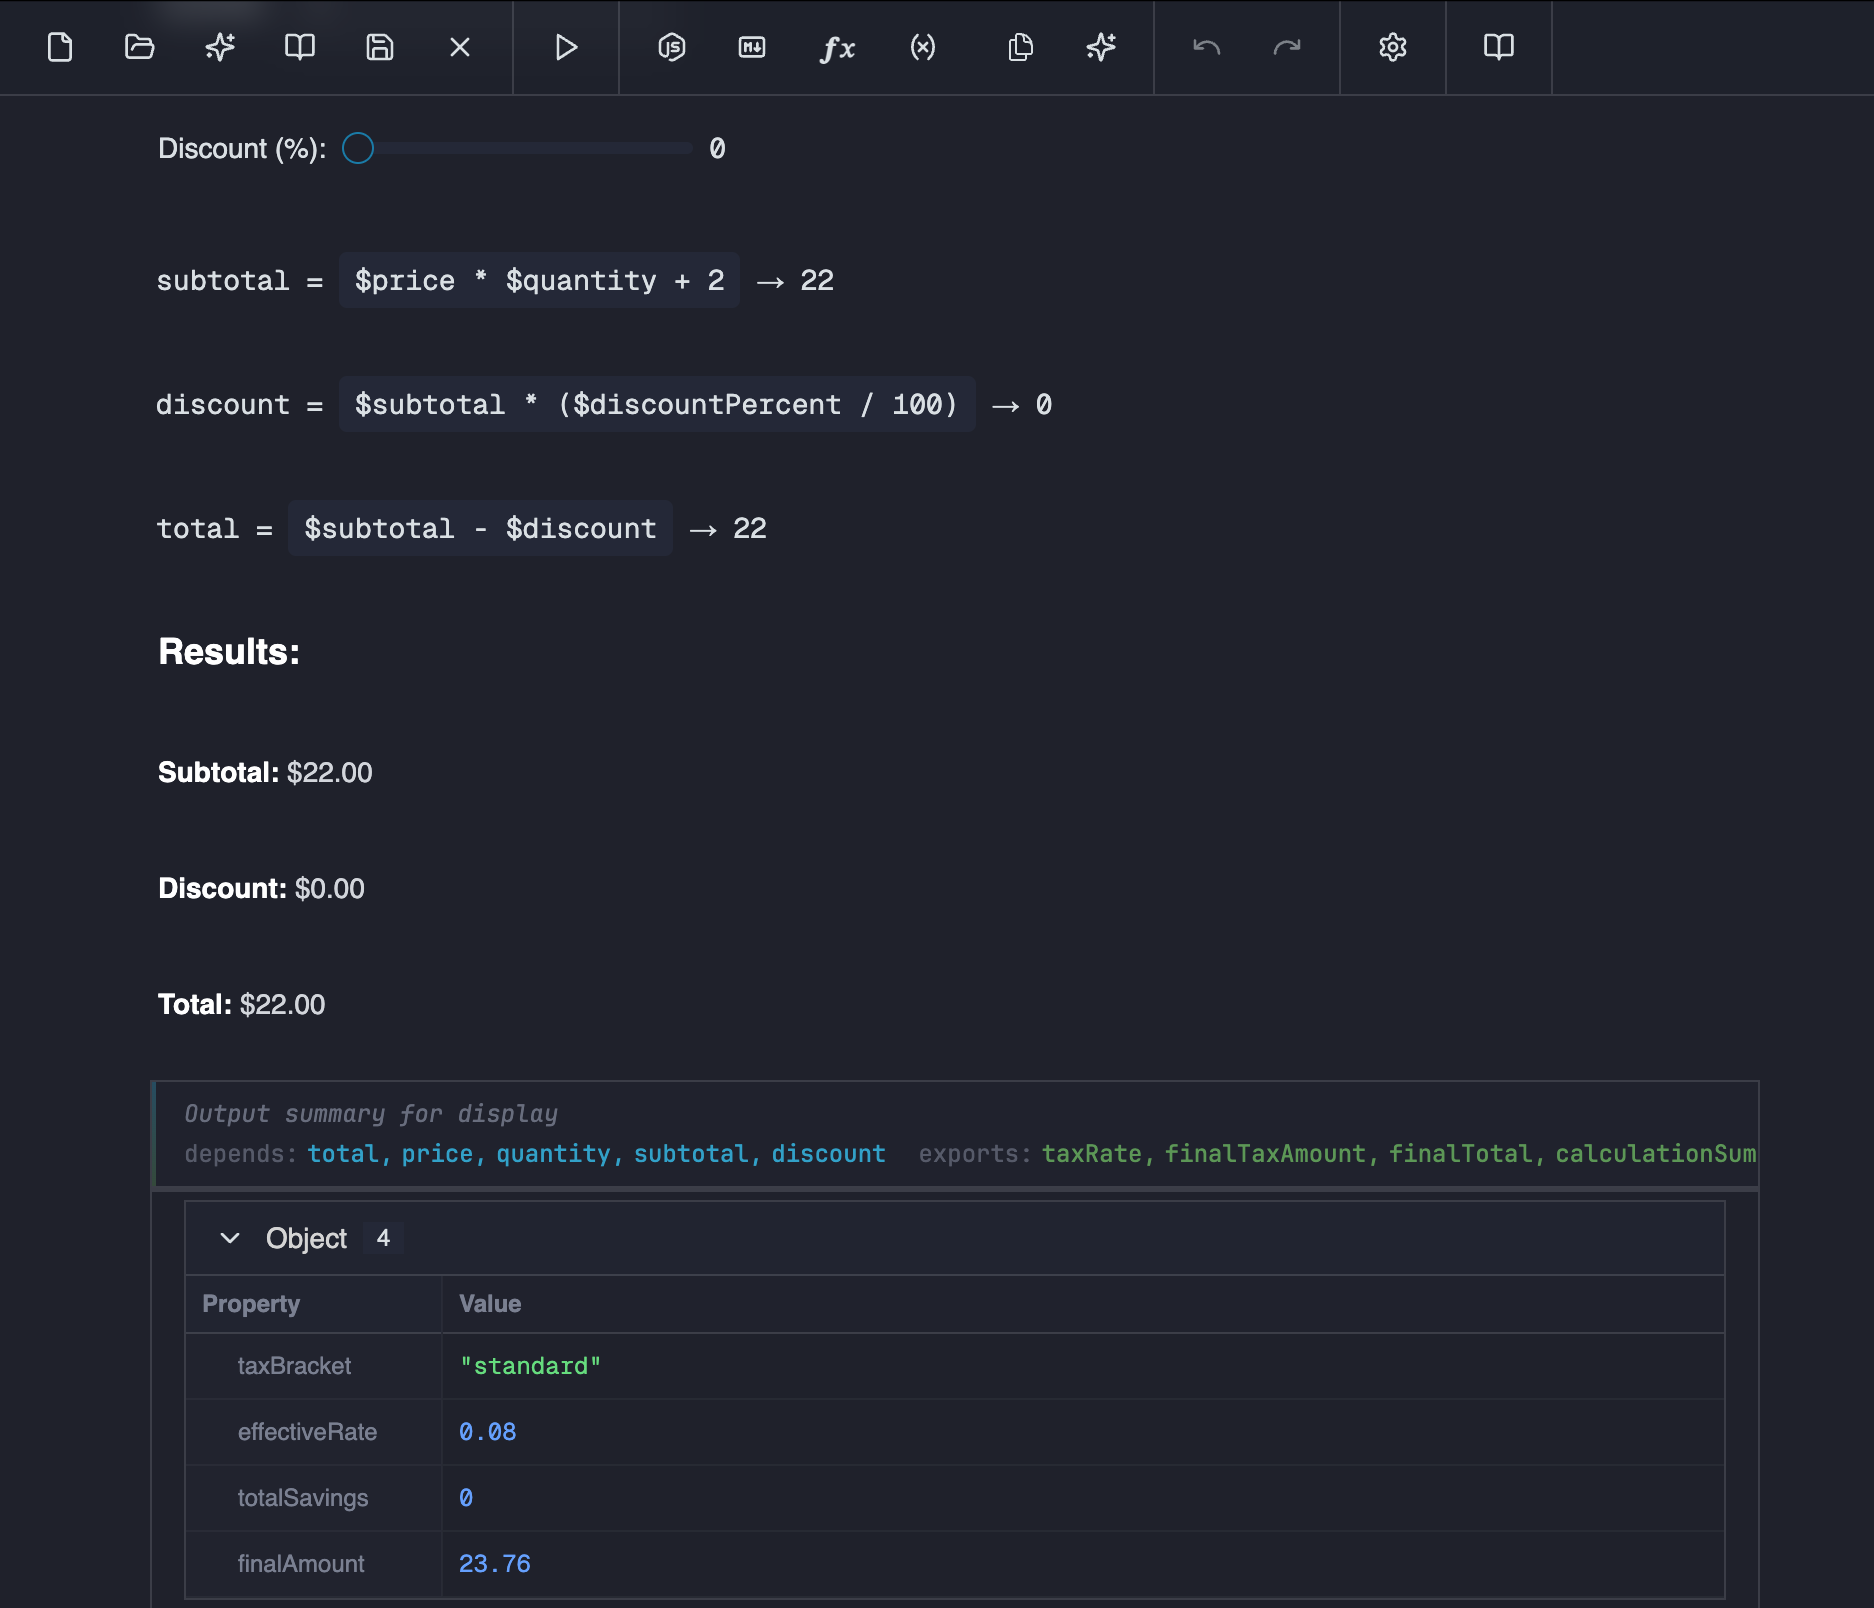 JS M↓ fx (x)
Discount (%): 0
subtotal = $price * $quantity + 2 → 22
discount = $subtotal * ($discountPercent / 100) → 0
total = $subtotal - $discount → 22
Results:
Subtotal: $22.00
Discount: $0.00
Total: $22.00
Output summary for display
depends: total, price, quantity, subtotal, discount exports: taxRate, finalTaxAmount, finalTotal, calculationSum
Object 4
Property Value
taxBracket "standard"
effectiveRate 0.08
totalSavings 0
finalAmount 23.76